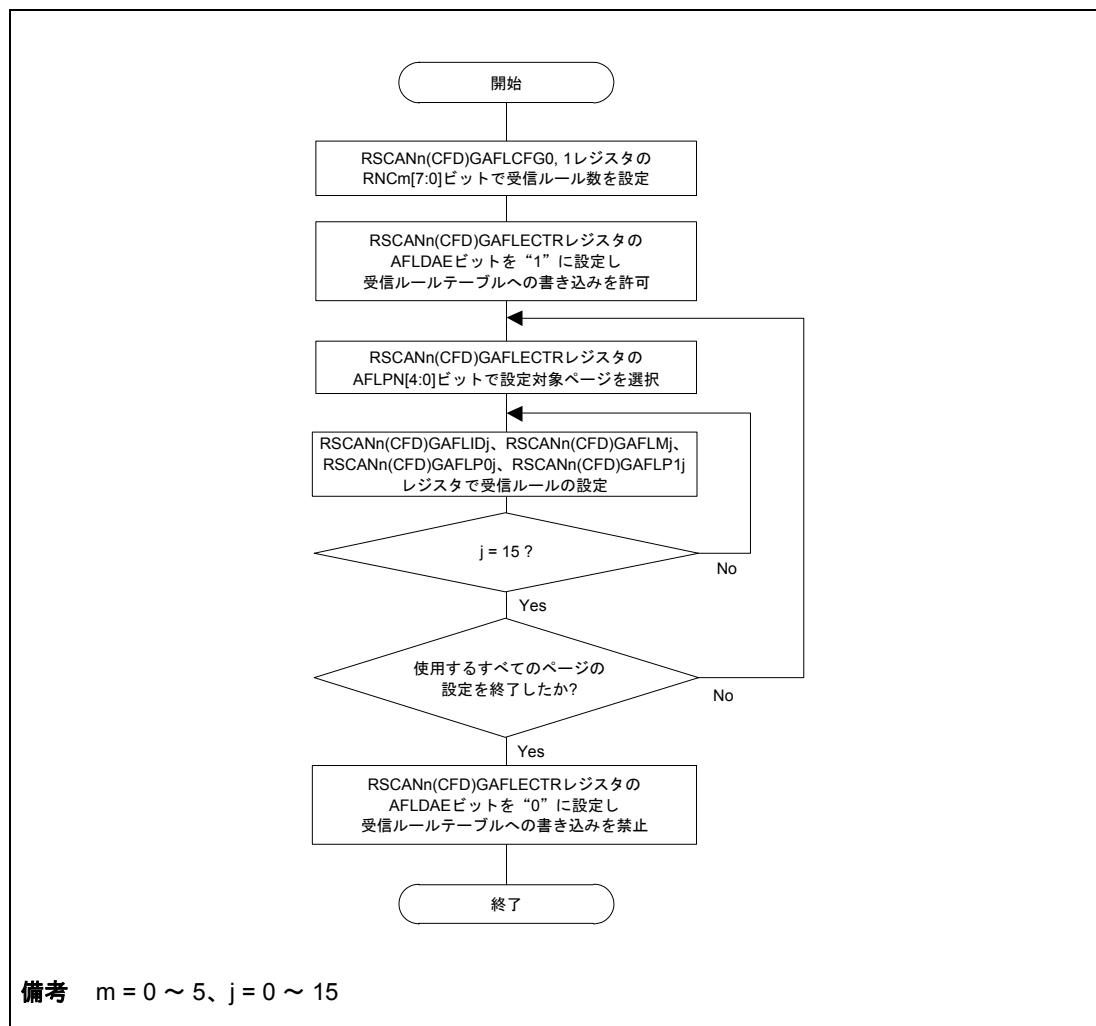 開始
RSCANn(CFD)GAFLCFG0, 1レジスタの
RNCm[7:0]ビットで受信ルール数を設定
RSCANn(CFD)GAFLECTRレジスタの
AFLDAEビットを“1”に設定し
受信ルールテーブルへの書き込みを許可
RSCANn(CFD)GAFLECTRレジスタの
AFLPN[4:0]ビットで設定対象ページを選択
RSCANn(CFD)GAFLIDj、RSCANn(CFD)GAFLMj、
RSCANn(CFD)GAFLP0j、RSCANn(CFD)GAFLP1j
レジスタで受信ルールの設定
j = 15 ?
No
Yes
使用するすべてのページの
設定を終了したか?
No
Yes
RSCANn(CFD)GAFLECTRレジスタの
AFLDAEビットを“0”に設定し
受信ルールテーブルへの書き込みを禁止
終了
備考 m = 0 ～ 5、j = 0 ～ 15